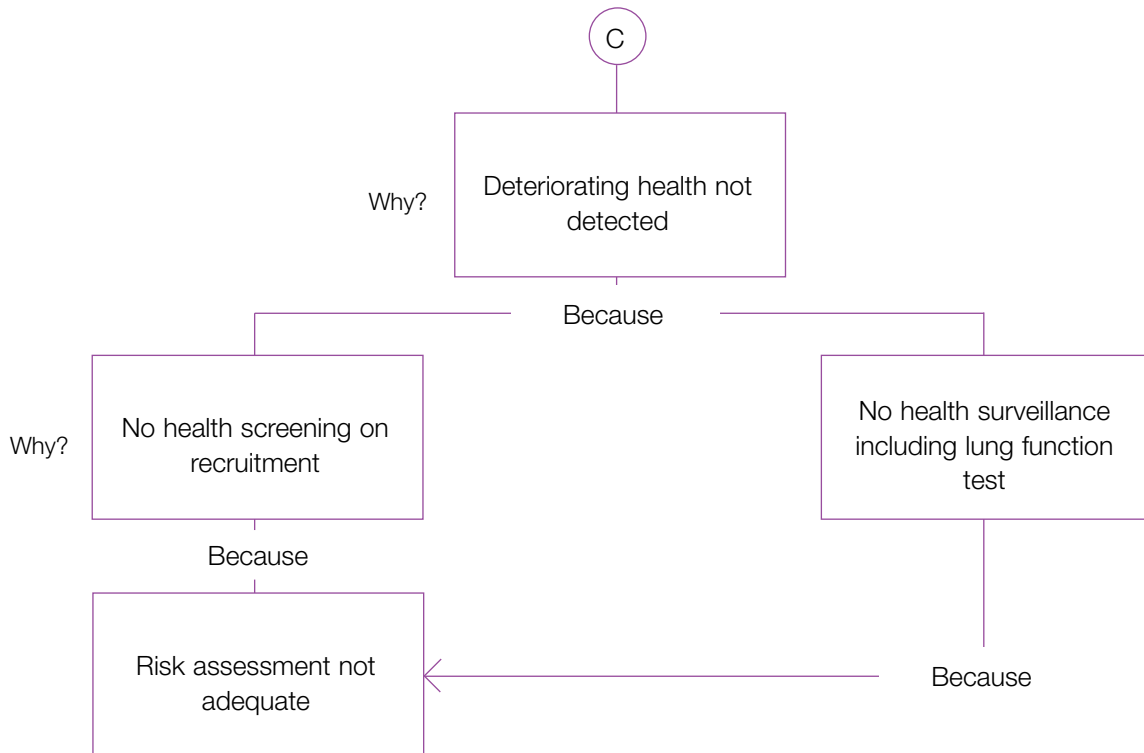 C
Why?
Deteriorating health not
detected
Because
Why?
No health screening on
recruitment
No health surveillance
including lung function
test
Because
Risk assessment not
adequate
Because